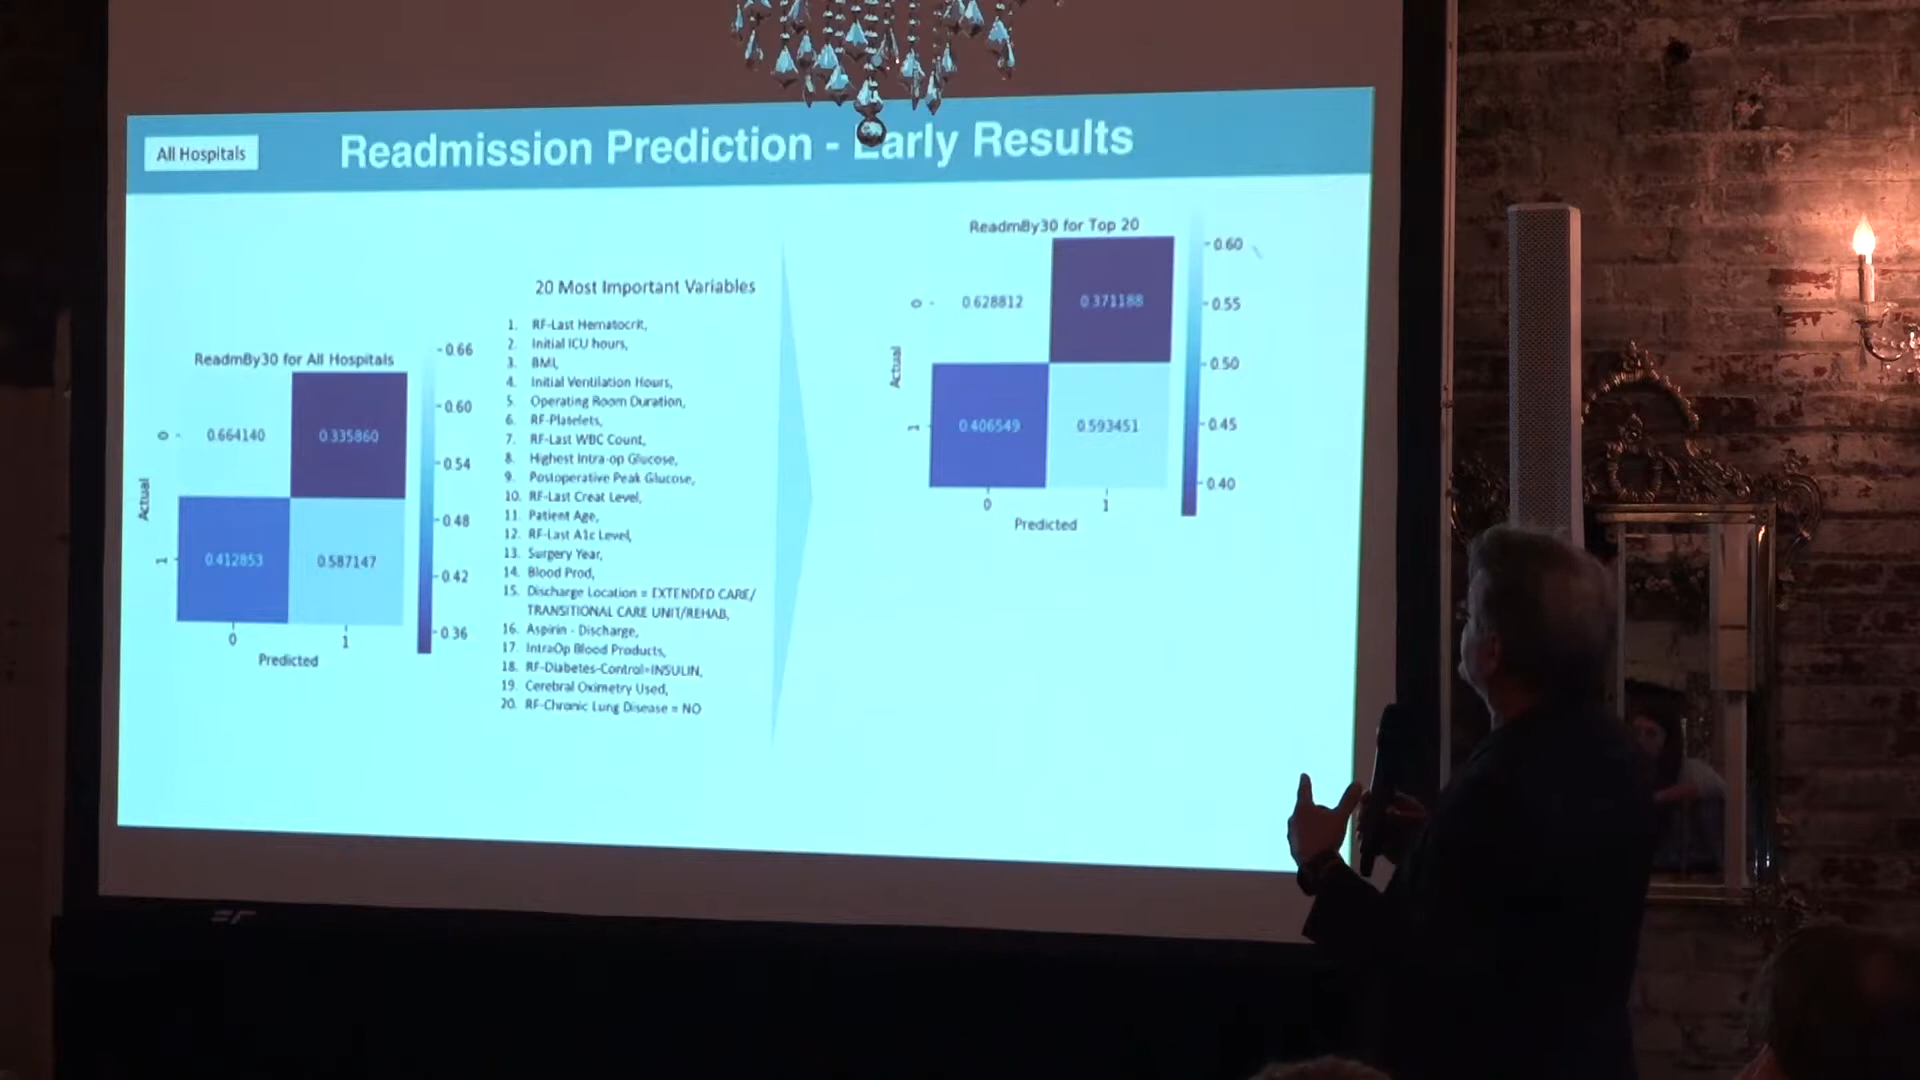 All Hospitals
Readmission Prediction - Early Results
ReadmBy30 for All Hospitals
Actual
0
0.664140
0.335860
1
0.412853
0.587147
0
1
Predicted
0.66
0.60
0.54
0.48
0.42
0.36
20 Most Important Variables
1. RF-Last Hematocrit,
2. Initial ICU hours,
3. BMI,
4. Initial Ventilation Hours,
5. Operating Room Duration,
6. RF-Platelets,
7. RF-Last WBC Count,
8. Highest Intra-op Glucose,
9. Postoperative Peak Glucose,
10. RF-Last Creat Level,
11. Patient Age,
12. RF-Last A1c Level,
13. Surgery Year,
14. Blood Prod,
15. Discharge Location = EXTENDED CARE/
TRANSITIONAL CARE UNIT/REHAB,
16. Aspirin - Discharge,
17. IntraOp Blood Products,
18. RF-Diabetes-Control=INSULIN,
19. Cerebral Oximetry Used,
20. RF-Chronic Lung Disease = NO
ReadmBy30 for Top 20
Actual
0
0.628812
0.371188
1
0.406549
0.593451
0
1
Predicted
0.60
0.55
0.50
0.45
0.40